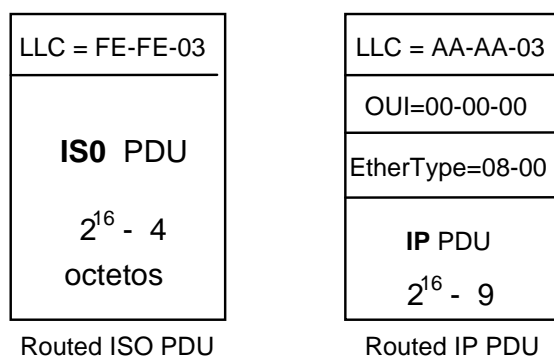 LLC = FE-FE-03
IS0 PDU
2^16 - 4
octetos
Routed ISO PDU
LLC = AA-AA-03
OUI=00-00-00
EtherType=08-00
IP PDU
2^16 - 9
Routed IP PDU